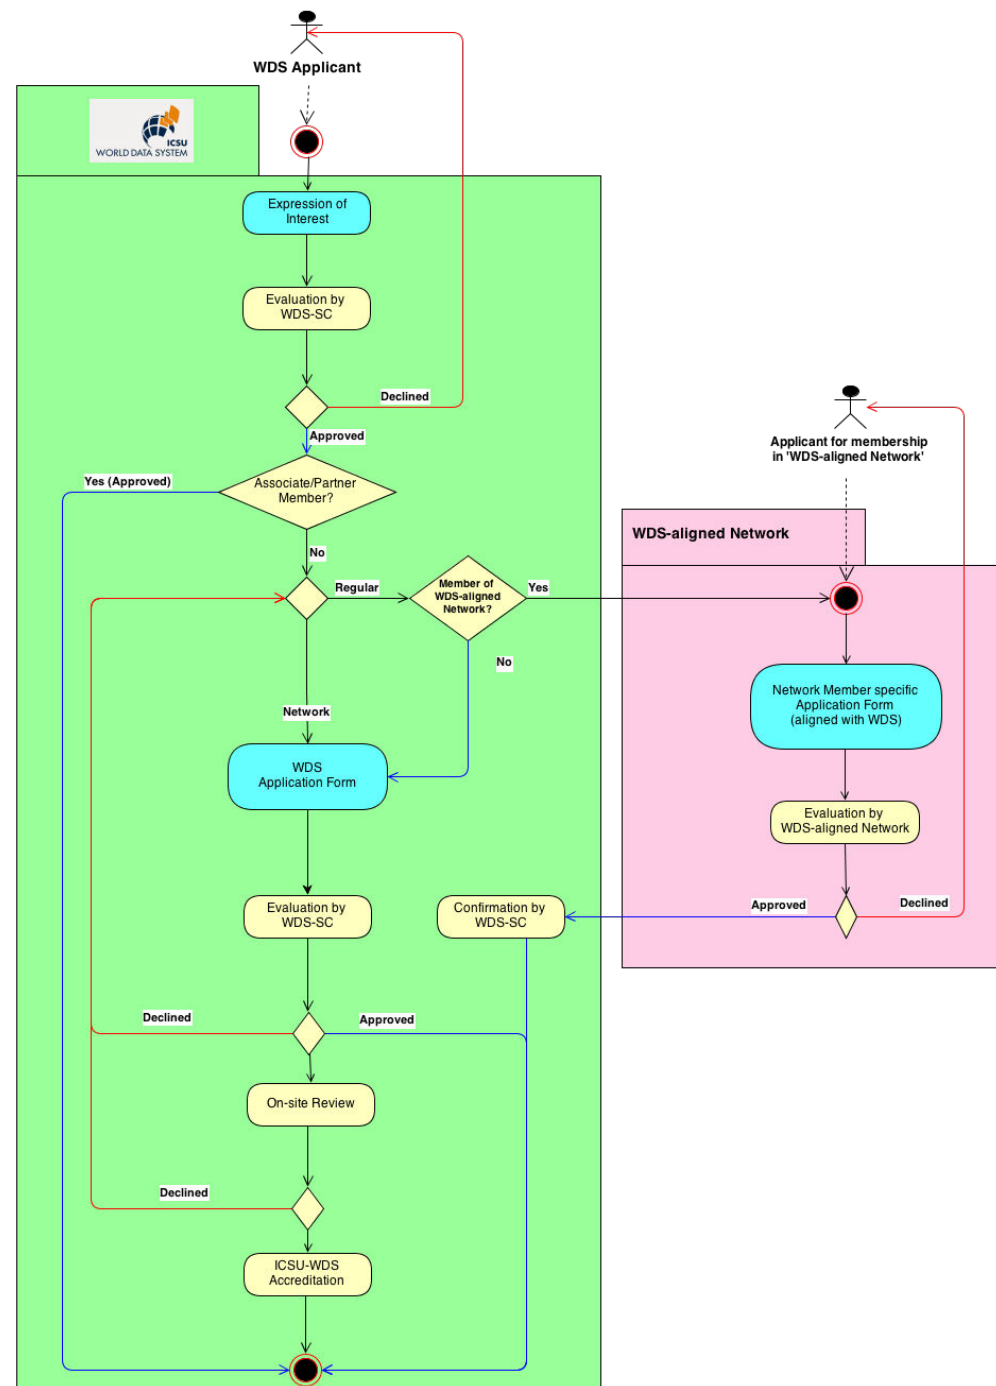 WDS Applicant
ICSU
WORLD DATA SYSTEM
Expression of
Interest
Evaluation by
WDS-SC
Declined
Approved
Yes (Approved)
Associate/Partner
Member?
No
Applicant for membership
in 'WDS-aligned Network'
WDS-aligned Network
Regular
Member of
WDS-aligned
Network?
Yes
No
Network
Network Member specific
Application Form
(aligned with WDS)
WDS
Application Form
Evaluation by
WDS-aligned Network
Evaluation by
WDS-SC
Confirmation by
WDS-SC
Approved
Declined
Declined
Approved
On-site Review
Declined
ICSU-WDS
Accreditation